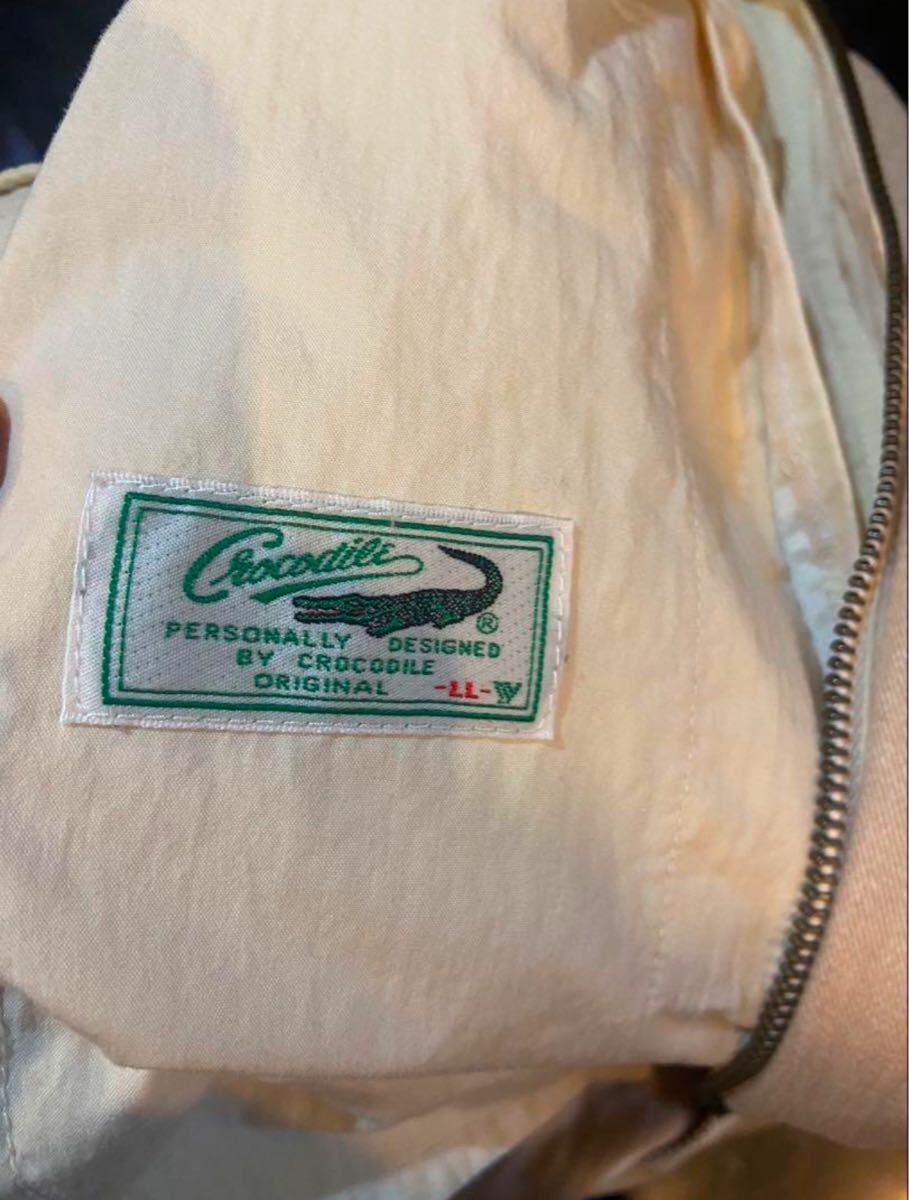 Crocodile
®
PERSONALLY DESIGNED
BY CROCODILE
ORIGINAL -LL-